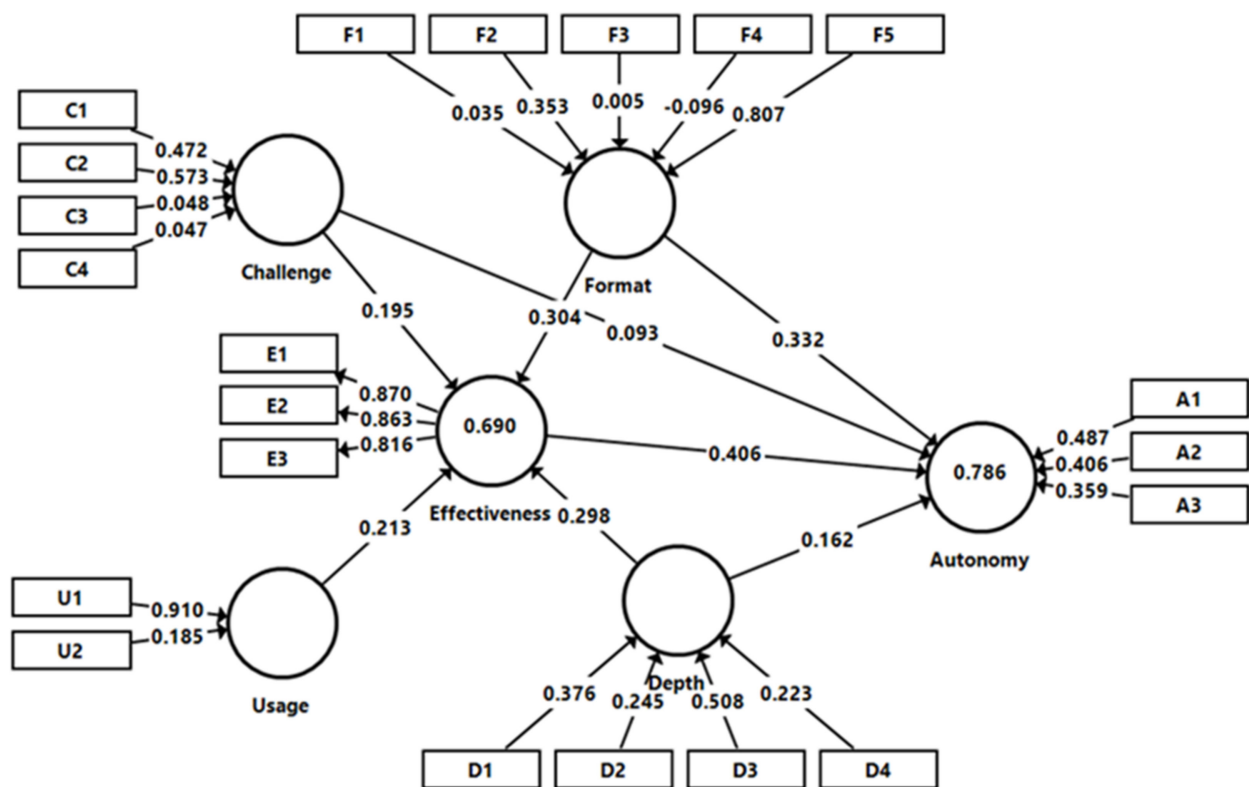 F1 F2 F3 F4 F5
0.035 0.353 0.005 -0.096 0.807
C1
C2
C3
C4
0.472
0.573
0.048
0.047
Challenge
Format
0.195
0.304
0.093
0.332
E1
E2
E3
0.870
0.863
0.816
0.690
Effectiveness
0.406
0.786
Autonomy
A1
A2
A3
0.487
0.406
0.359
0.213
0.298
0.162
U1
U2
0.910
0.185
Usage
Depth
0.376 0.245 0.508 0.223
D1 D2 D3 D4